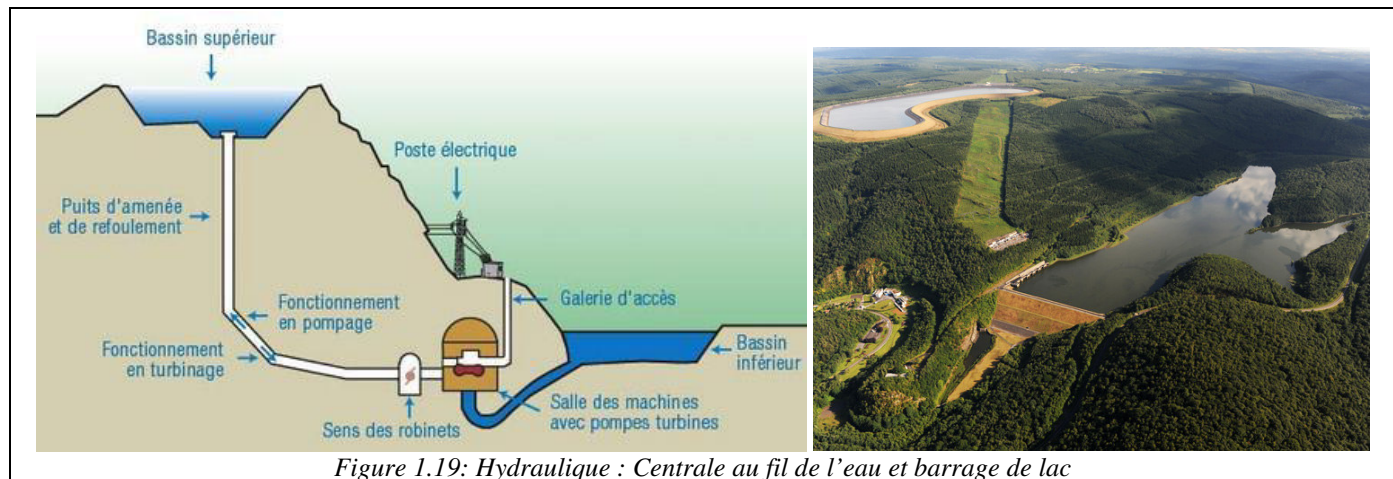 Bassin supérieur
Poste électrique
Puits d'amenée
et de refoulement
Fonctionnement
en pompage
Galerie d'accès
Fonctionnement
en turbinage
Bassin
inférieur
Salle des machines
avec pompes turbines
Sens des robinets
Figure 1.19: Hydraulique : Centrale au fil de l'eau et barrage de lac